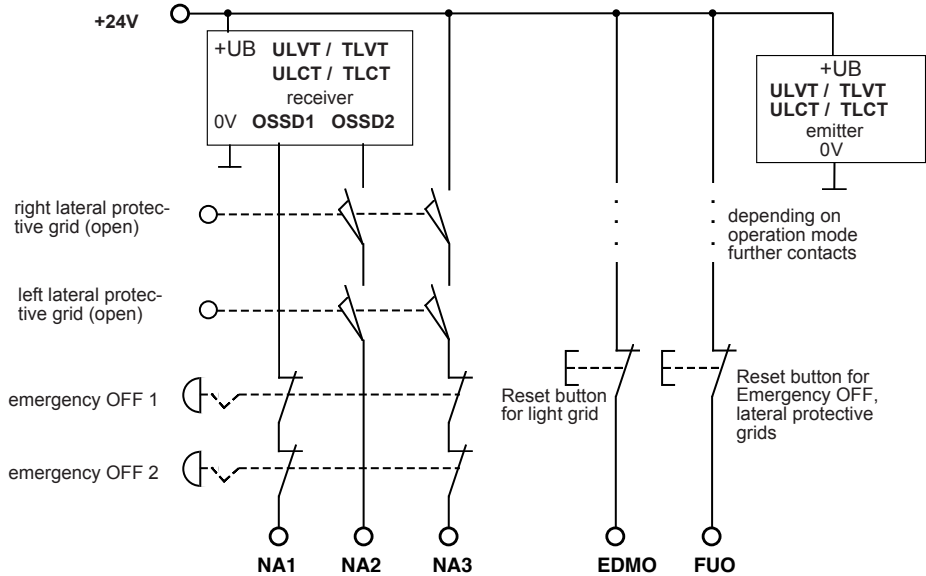 +24V
+UB ULVT / TLVT
ULCT / TLCT
receiver
0V OSSD1 OSSD2
+UB
ULVT / TLVT
ULCT / TLCT
emitter
0V
right lateral protec-
tive grid (open)
depending on
operation mode
further contacts
left lateral protec-
tive grid (open)
emergency OFF 1
Reset button
for light grid
Reset button for
Emergency OFF,
lateral protective
grids
emergency OFF 2
NA1 NA2 NA3 EDMO FUO